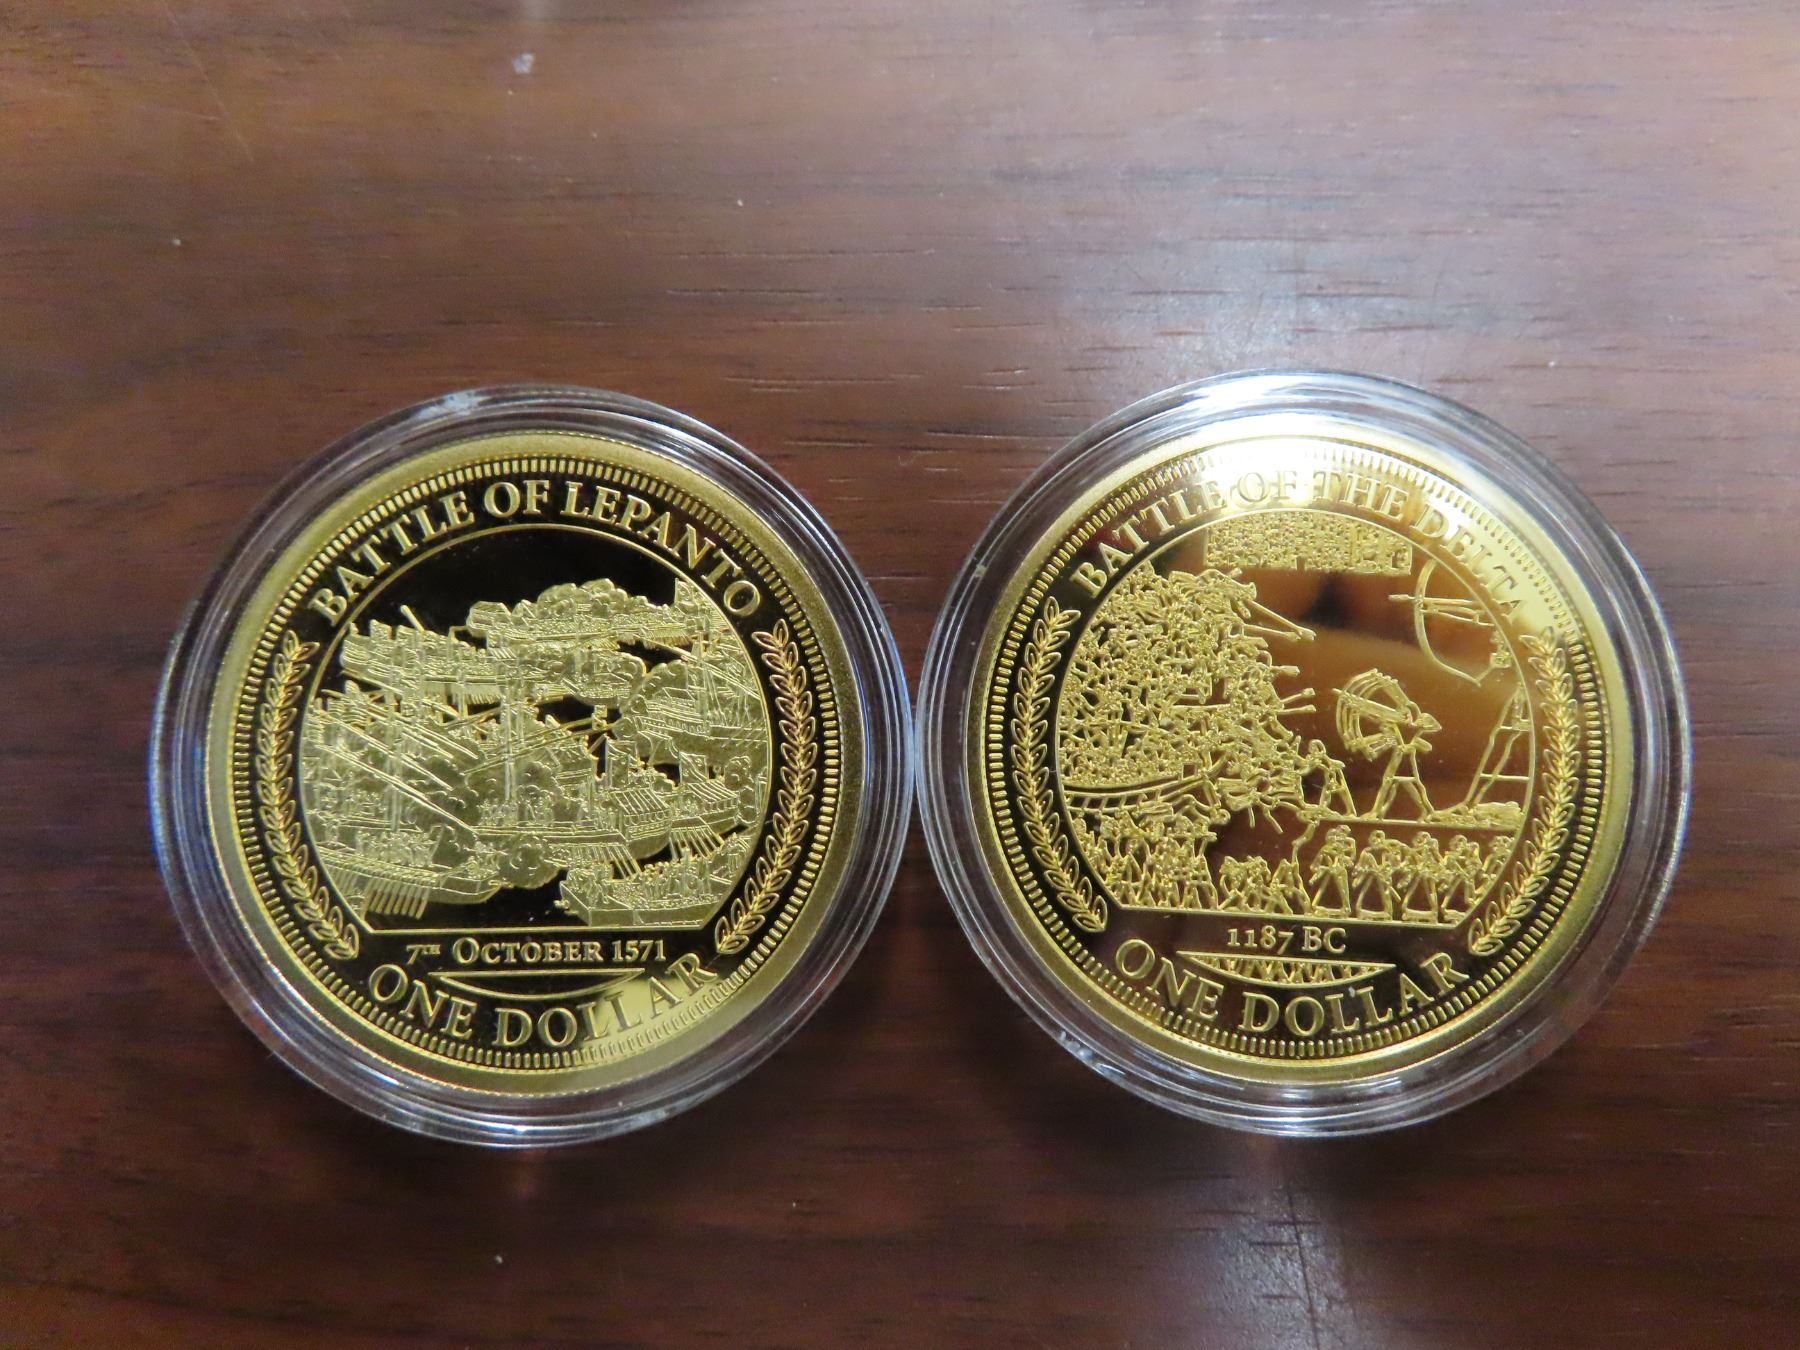 BATTLE OF LEPANTO
7TH OCTOBER 1571
ONE DOLLAR
BATTLE OF THE DELTA
1187 BC
ONE DOLLAR